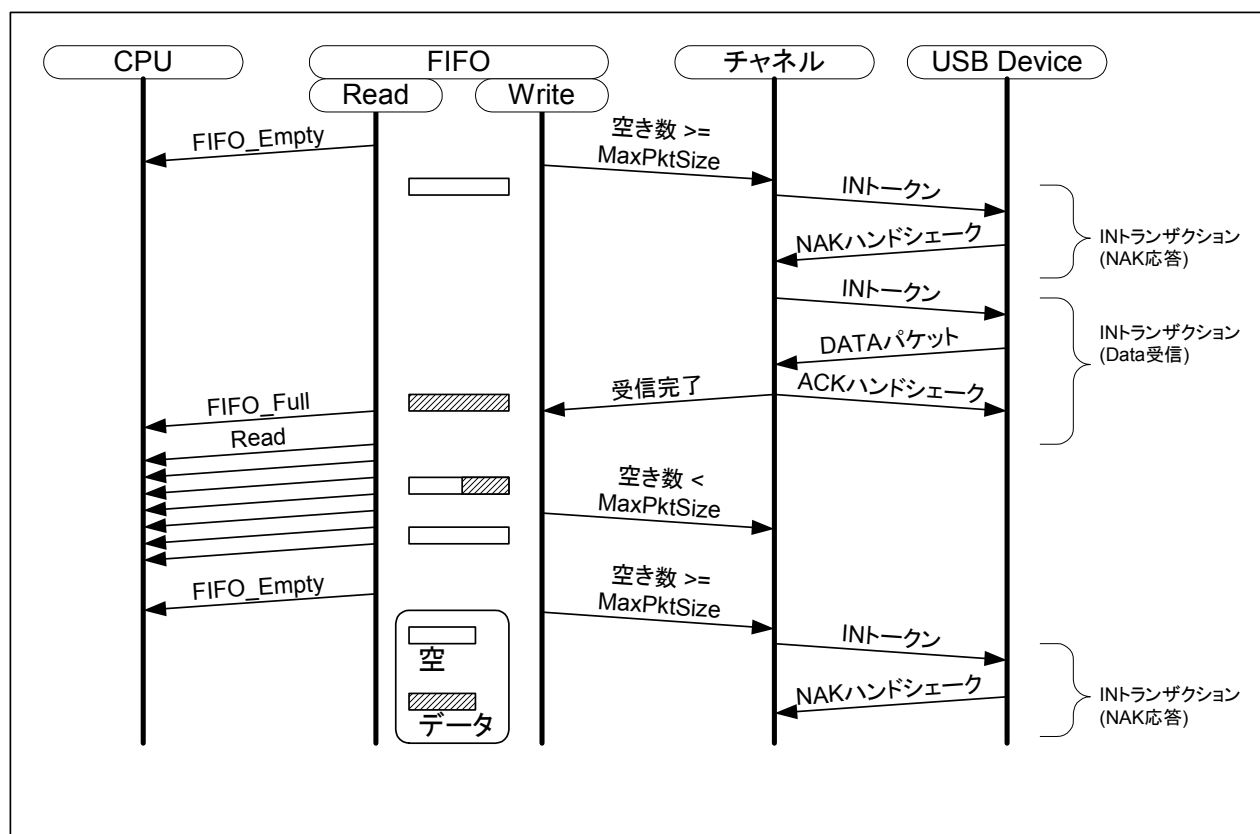 CPU
FIFO
チャネル
USB Device
Read
Write
FIFO_Empty
空き数 >=
MaxPktSize
INトークン
NAKハンドシェーク
INトランザクション
(NAK応答)
INトークン
DATAパケット
INトランザクション
(Data受信)
受信完了
ACKハンドシェーク
FIFO_Full
Read
空き数 <
MaxPktSize
FIFO_Empty
空き数 >=
MaxPktSize
INトークン
空
NAKハンドシェーク
INトランザクション
(NAK応答)
データ